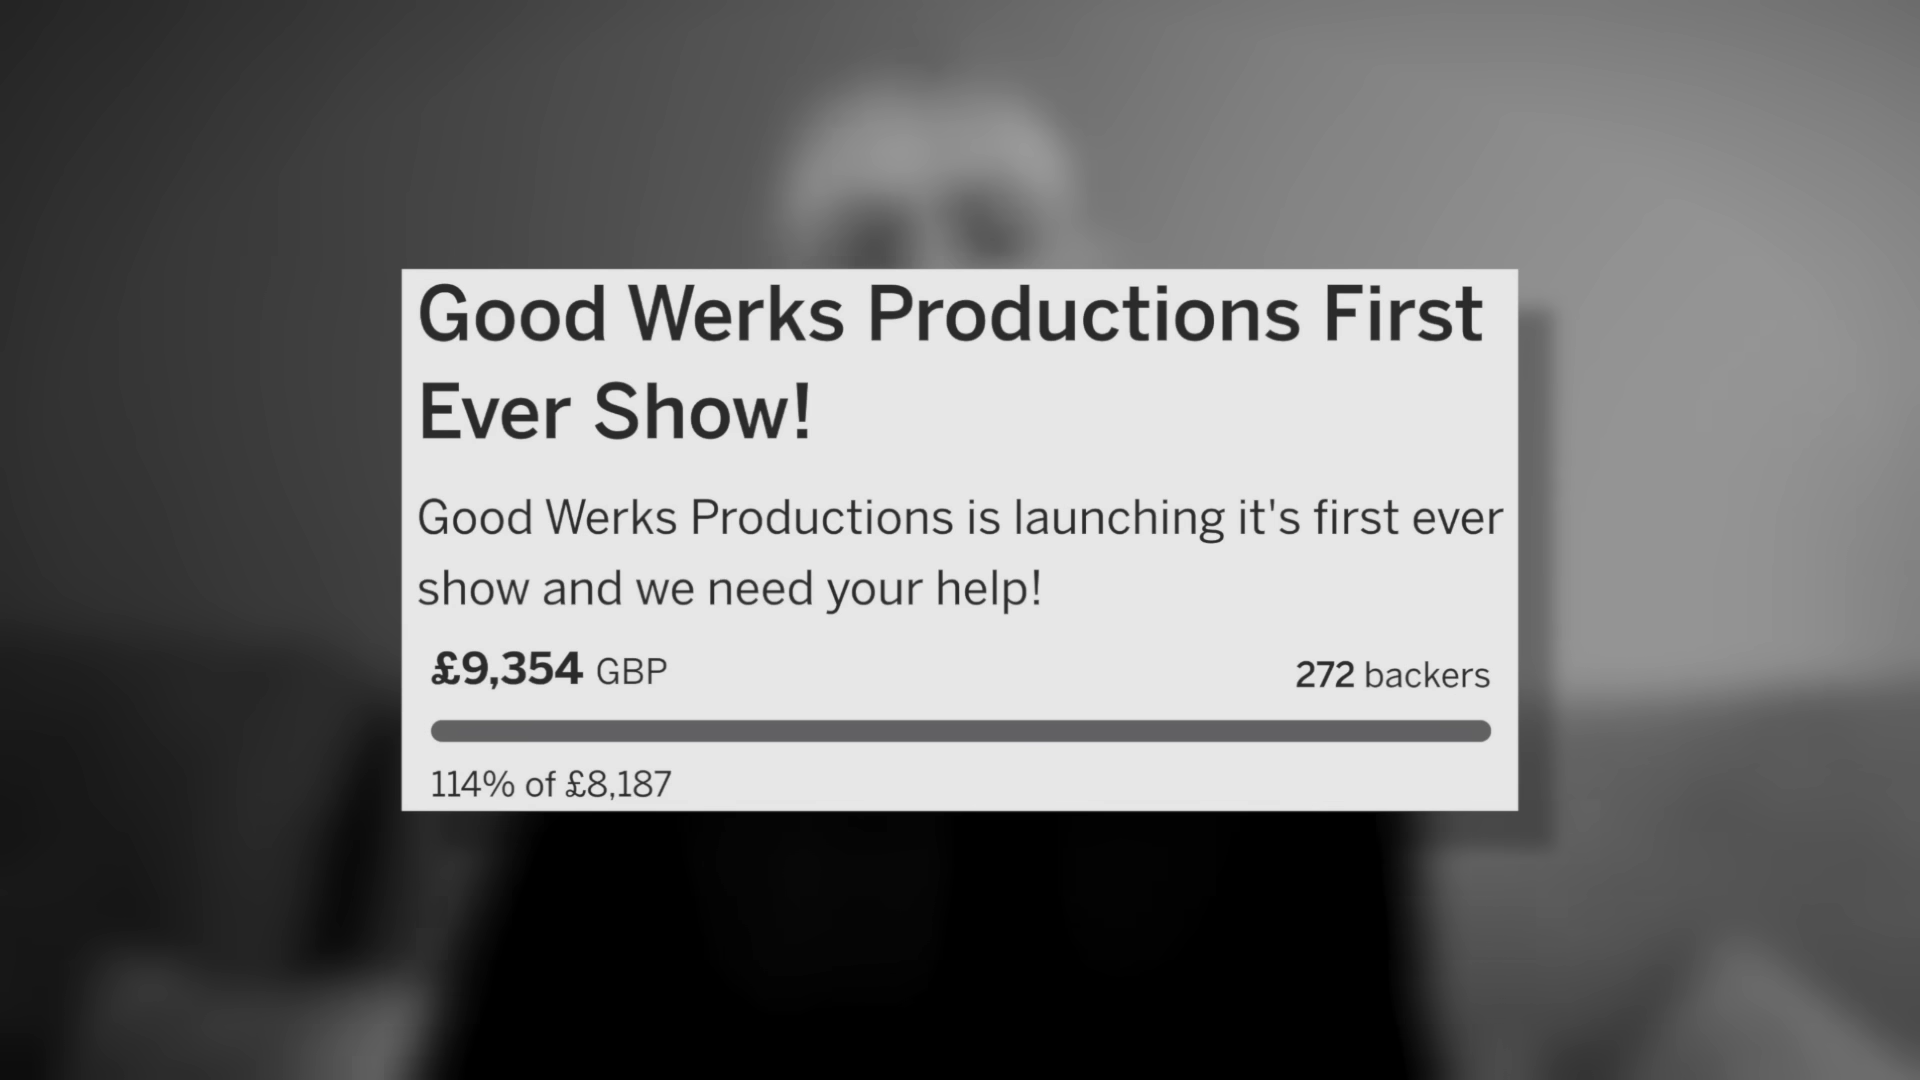 Good Werks Productions First
Ever Show!
Good Werks Productions is launching it's first ever
show and we need your help!
£9,354 GBP
272 backers
114% of £8,187